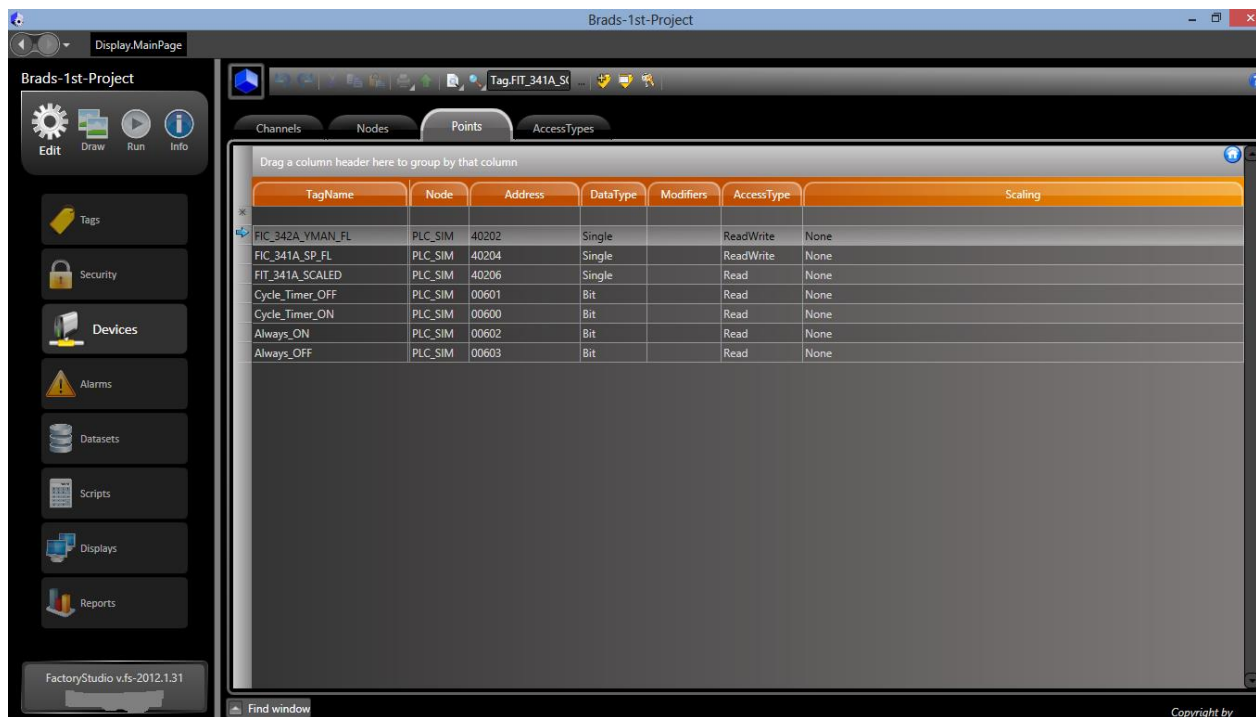 Brads-1st-Project
Display.MainPage
Brads-1st-Project
Edit Draw Run Info
Tag.FIT_341A_S
Channels Nodes Points AccessTypes
Drag a column header here to group by that column
TagName Node Address DataType Modifiers AccessType Scaling
FIC_342A_YMAN_FL PLC_SIM 40202 Single ReadWrite None
FIC_341A_SP_FL PLC_SIM 40204 Single ReadWrite None
FIT_341A_SCALED PLC_SIM 40206 Single Read None
Cycle_Timer_OFF PLC_SIM 00601 Bit Read None
Cycle_Timer_ON PLC_SIM 00600 Bit Read None
Always_ON PLC_SIM 00602 Bit Read None
Always_OFF PLC_SIM 00603 Bit Read None
Tags
Security
Devices
Alarms
Datasets
Scripts
Displays
Reports
FactoryStudio v.fs-2012.1.31
Find window
Copyright by